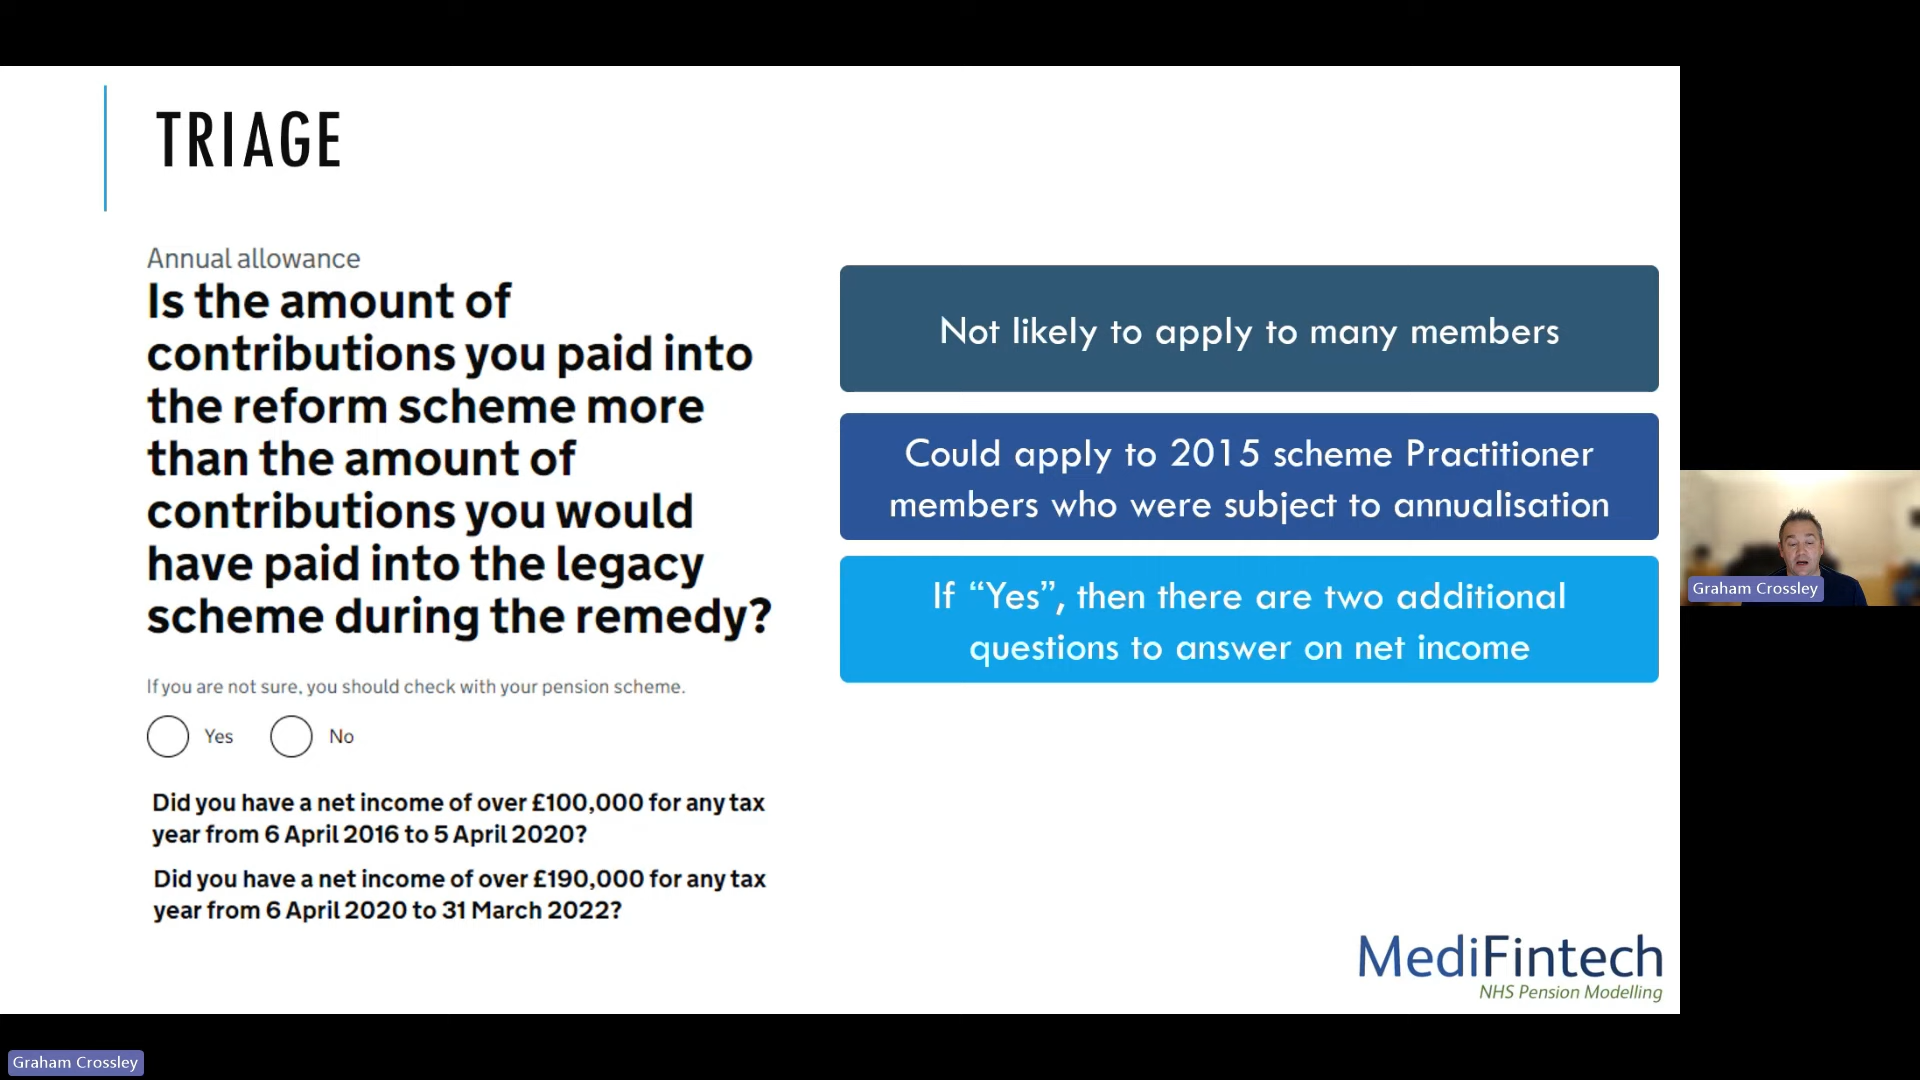 TRIAGE
Annual allowance
Is the amount of
contributions you paid into
the reform scheme more
than the amount of
contributions you would
have paid into the legacy
scheme during the remedy?
If you are not sure, you should check with your pension scheme.
Yes No
Did you have a net income of over £100,000 for any tax
year from 6 April 2016 to 5 April 2020?
Did you have a net income of over £190,000 for any tax
year from 6 April 2020 to 31 March 2022?
Not likely to apply to many members
Could apply to 2015 scheme Practitioner
members who were subject to annualisation
If “Yes”, then there are two additional
questions to answer on net income
MediFintech
NHS Pension Modelling
Graham Crossley
Graham Crossley